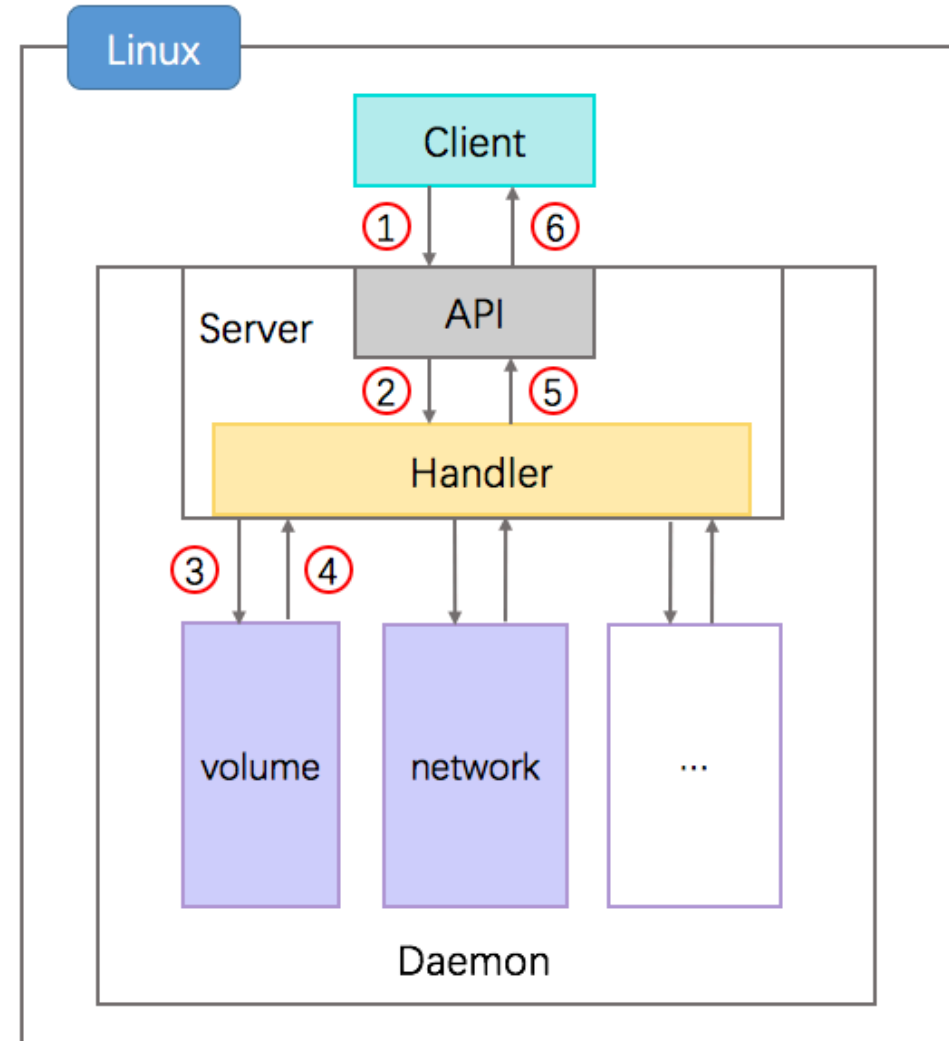 Linux
Client
① ⑥
API
Server
② ⑤
Handler
③ ④
volume network ...
Daemon